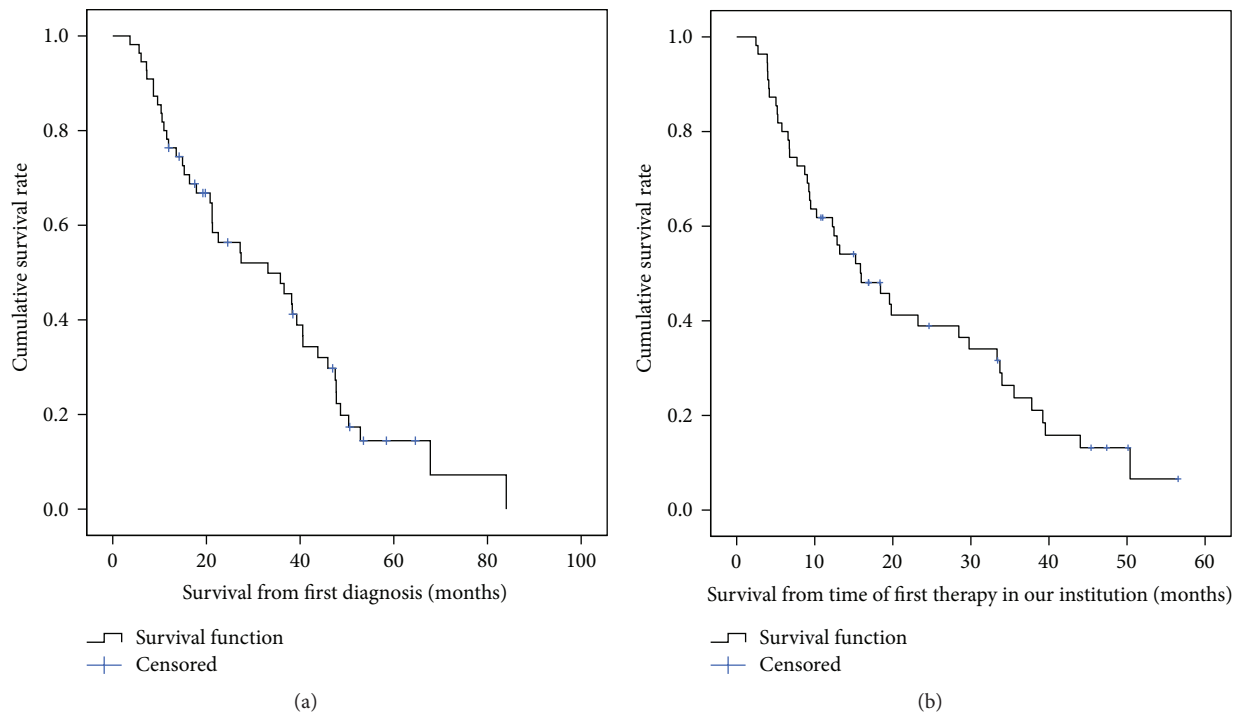 Cumulative survival rate
1.0
0.8
0.6
0.4
0.2
0.0
0 20 40 60 80 100
Survival from first diagnosis (months)
Survival function
Censored
(a)
Cumulative survival rate
1.0
0.8
0.6
0.4
0.2
0.0
0 10 20 30 40 50 60
Survival from time of first therapy in our institution (months)
Survival function
Censored
(b)